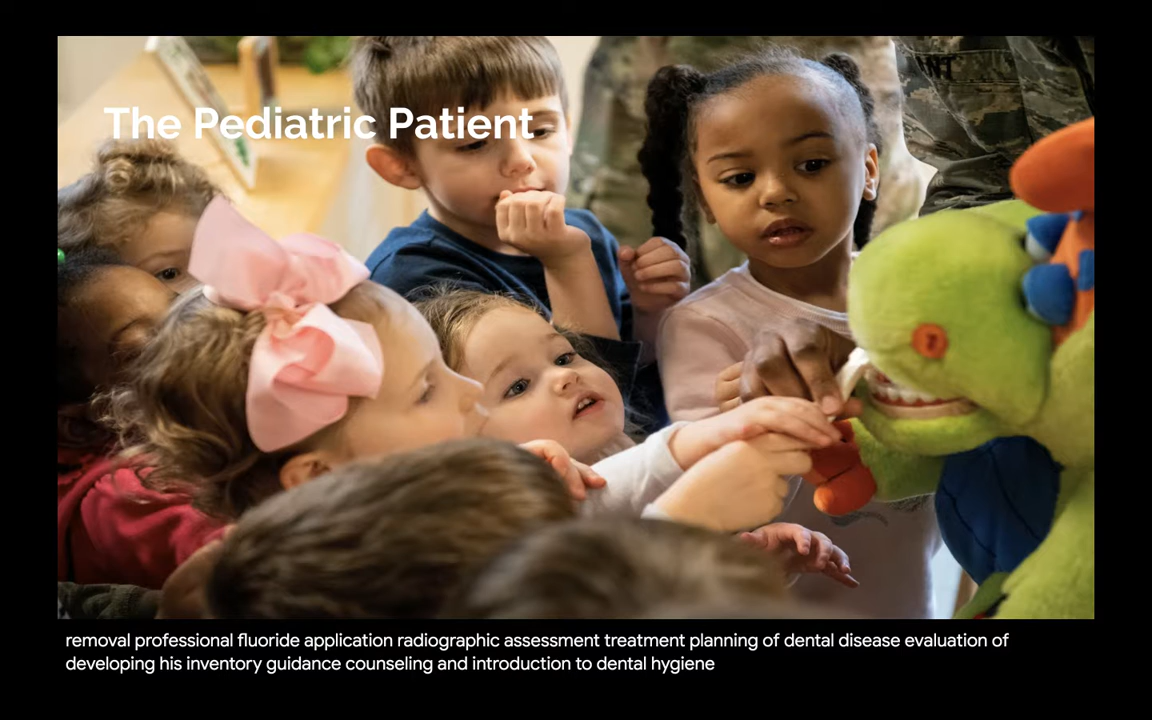 The Pediatric Patient
removal professional fluoride application radiographic assessment treatment planning of dental disease evaluation of
developing his inventory guidance counseling and introduction to dental hygiene